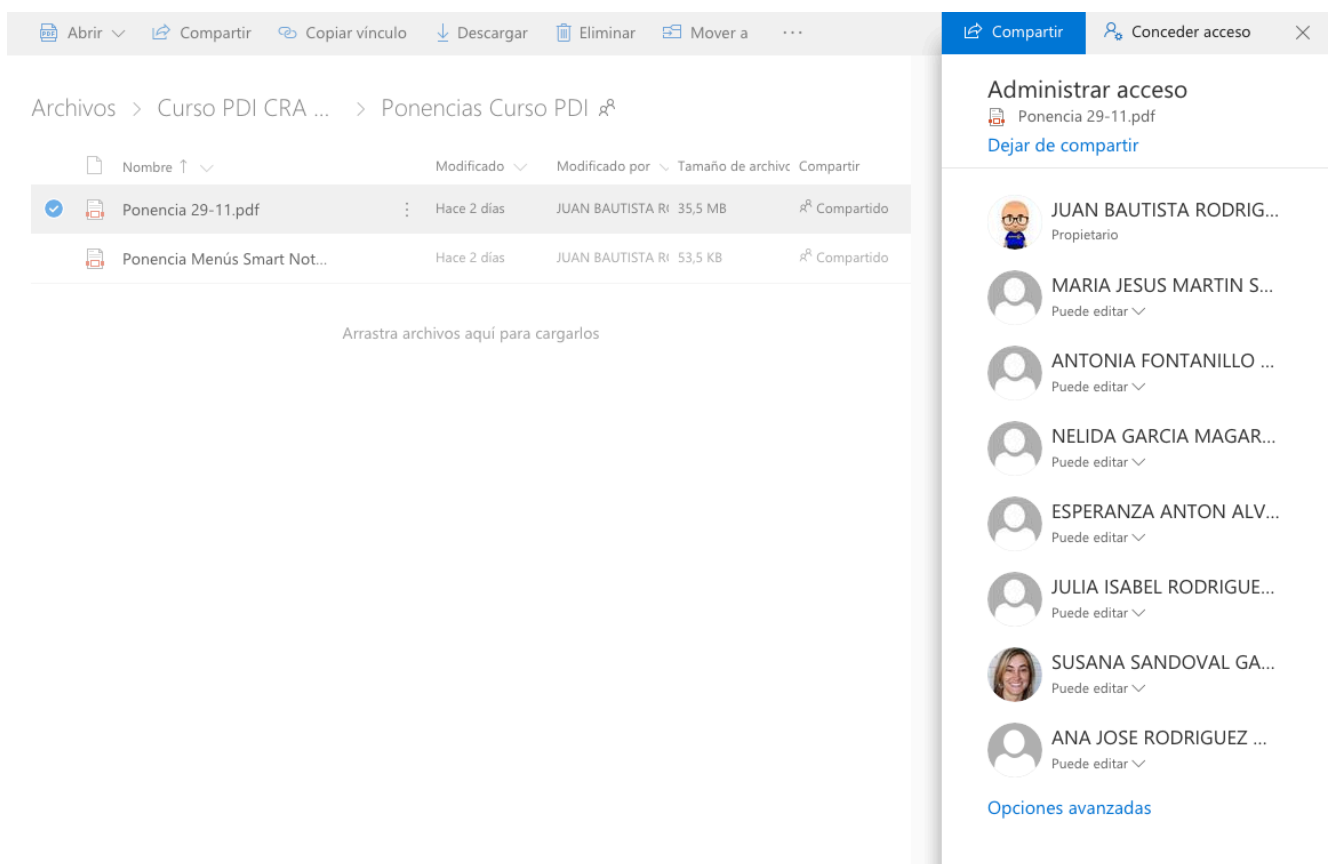 Abrir Compartir Copiar vínculo Descargar Eliminar Mover a ...
Compartir Conceder acceso
Archivos > Curso PDI CRA ... > Ponencias Curso PDI
Nombre ↑ Modificado Modificado por Tamaño de archivo Compartir
Ponencia 29-11.pdf Hace 2 días JUAN BAUTISTA R 35,5 MB Compartido
Ponencia Menús Smart Not... Hace 2 días JUAN BAUTISTA R 53,5 KB Compartido
Arrastra archivos aquí para cargarlos
Administrar acceso
Ponencia 29-11.pdf
Dejar de compartir
JUAN BAUTISTA RODRIG...
Propietario
MARIA JESUS MARTIN S...
Puede editar
ANTONIA FONTANILLO ...
Puede editar
NELIDA GARCIA MAGAR...
Puede editar
ESPERANZA ANTON ALV...
Puede editar
JULIA ISABEL RODRIGUE...
Puede editar
SUSANA SANDOVAL GA...
Puede editar
ANA JOSE RODRIGUEZ ...
Puede editar
Opciones avanzadas